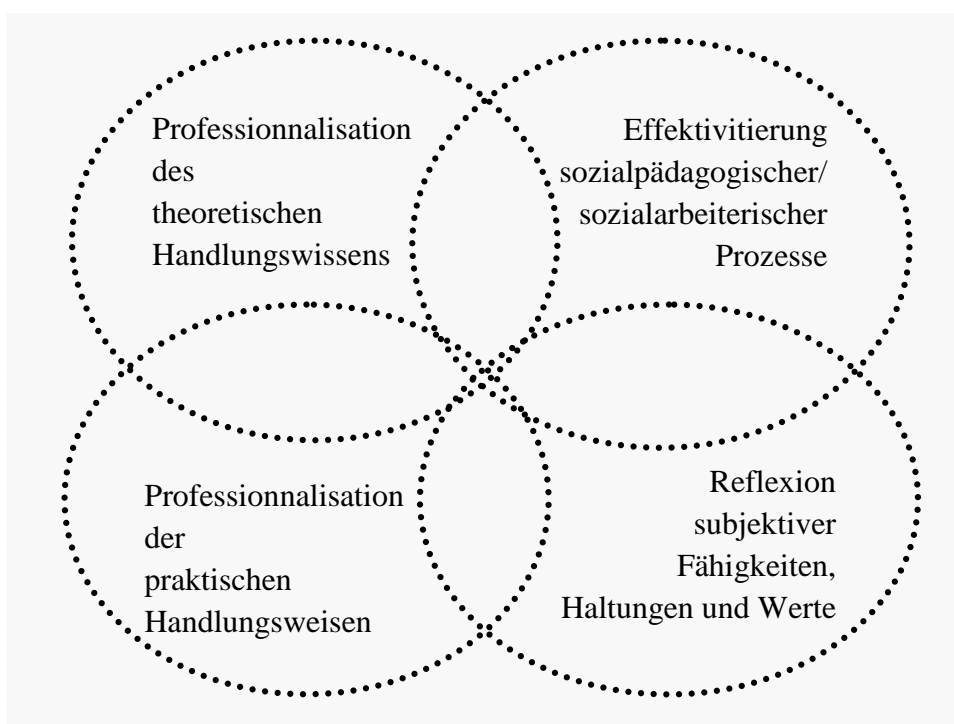 Professionnalisation
des
theoretischen
Handlungswissens
Effektivitierung
sozialpädagogischer/
sozialarbeiterischer
Prozesse
Professionnalisation
der
praktischen
Handlungsweisen
Reflexion
subjektiver
Fähigkeiten,
Haltungen und Werte